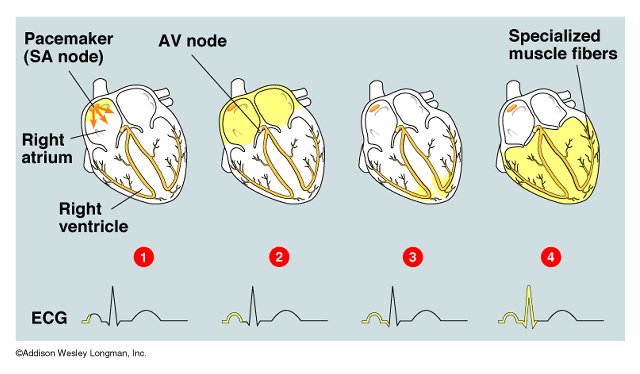 Pacemaker
(SA node)
AV node
Specialized
muscle fibers
Right
atrium
Right
ventricle
1
2
3
4
ECG
©Addison Wesley Longman, Inc.